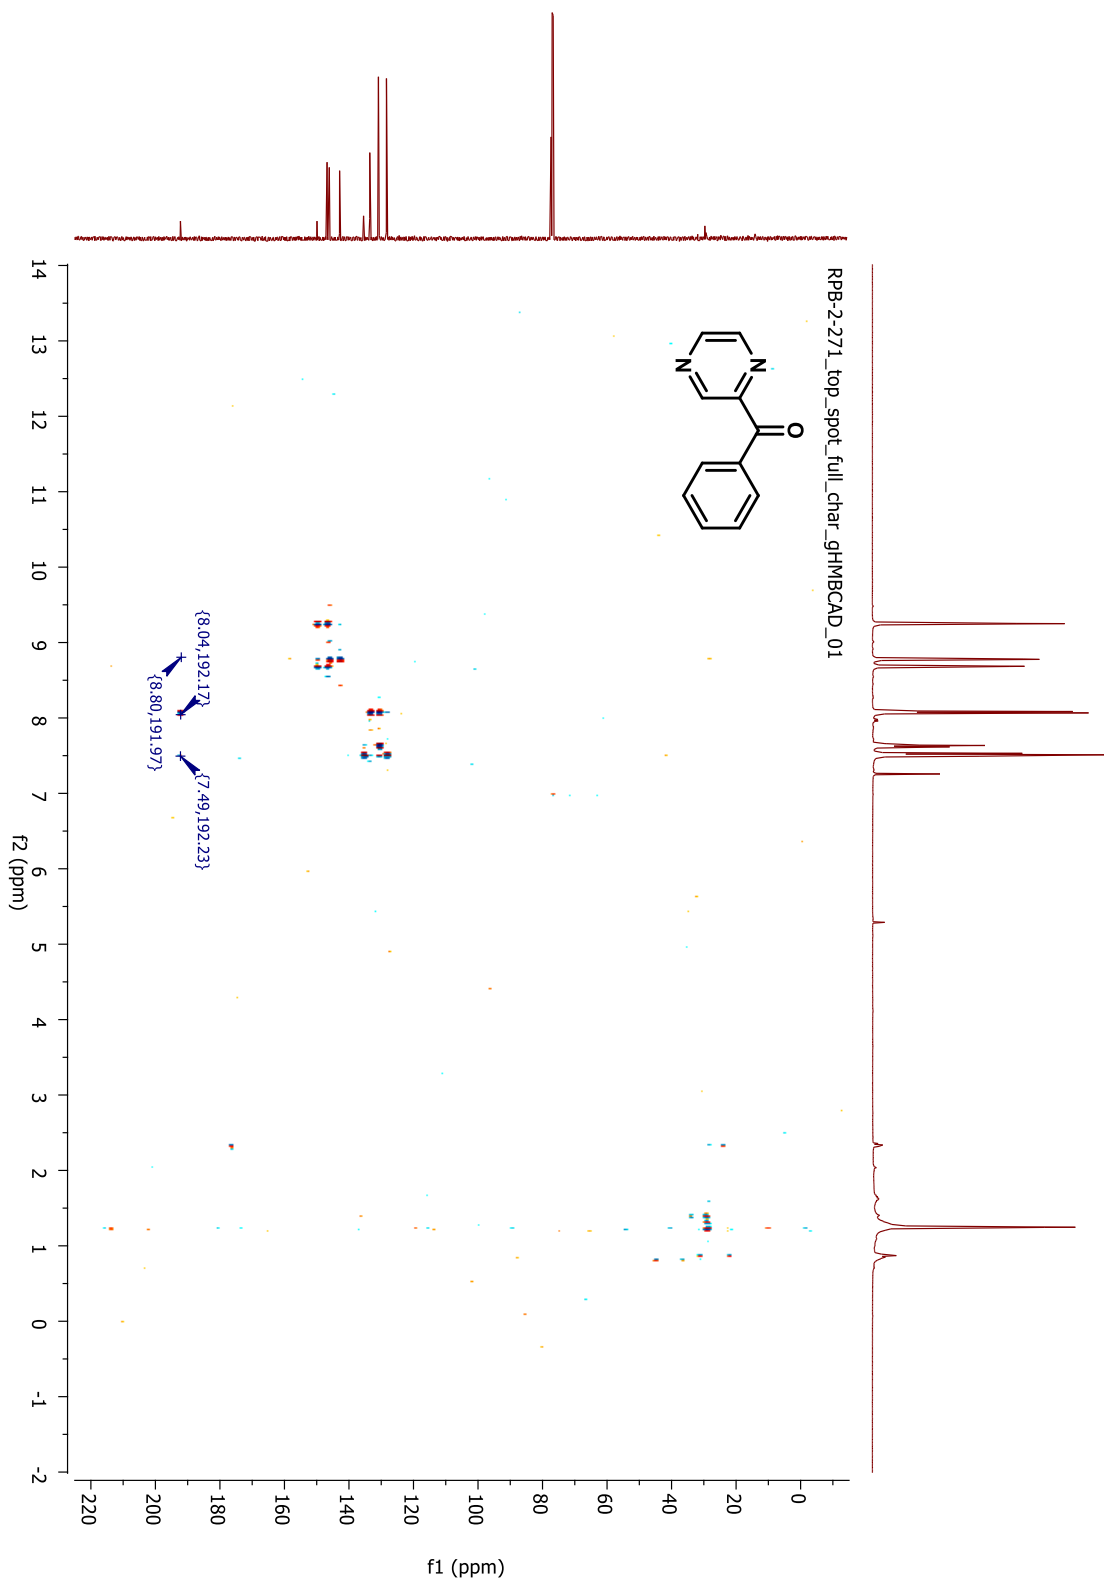 RPB-2-271_top_spot_full_char_gHMBCAD_01
O
N
N
{8.04,192.17}
{8.80,191.97}
{7.49,192.23}
14 13 12 11 10 9 8 7 6 5 4 3 2 1 0 -1 -2
f2 (ppm)
0
20
40
60
80
100
120
140
160
180
200
220
f1 (ppm)